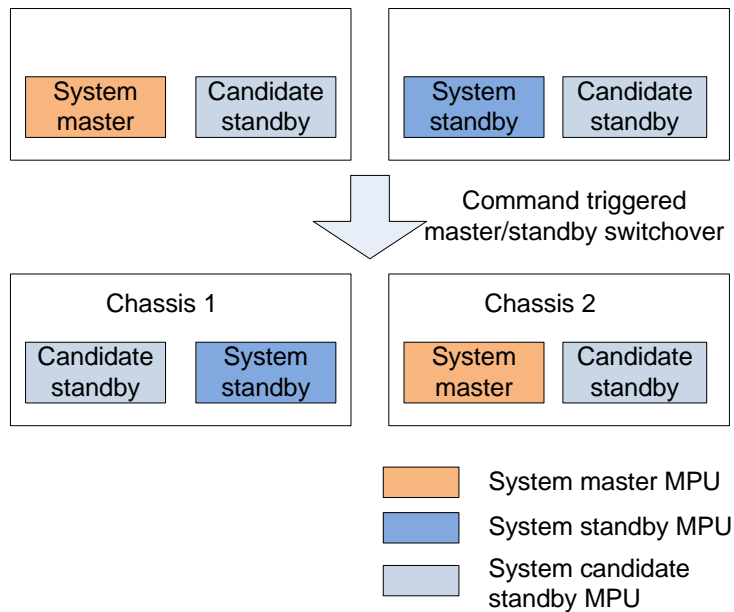 System
master
Candidate
standby
System
standby
Candidate
standby
Command triggered
master/standby switchover
Chassis 1
Chassis 2
Candidate
standby
System
standby
System
master
Candidate
standby
System master MPU
System standby MPU
System candidate
standby MPU